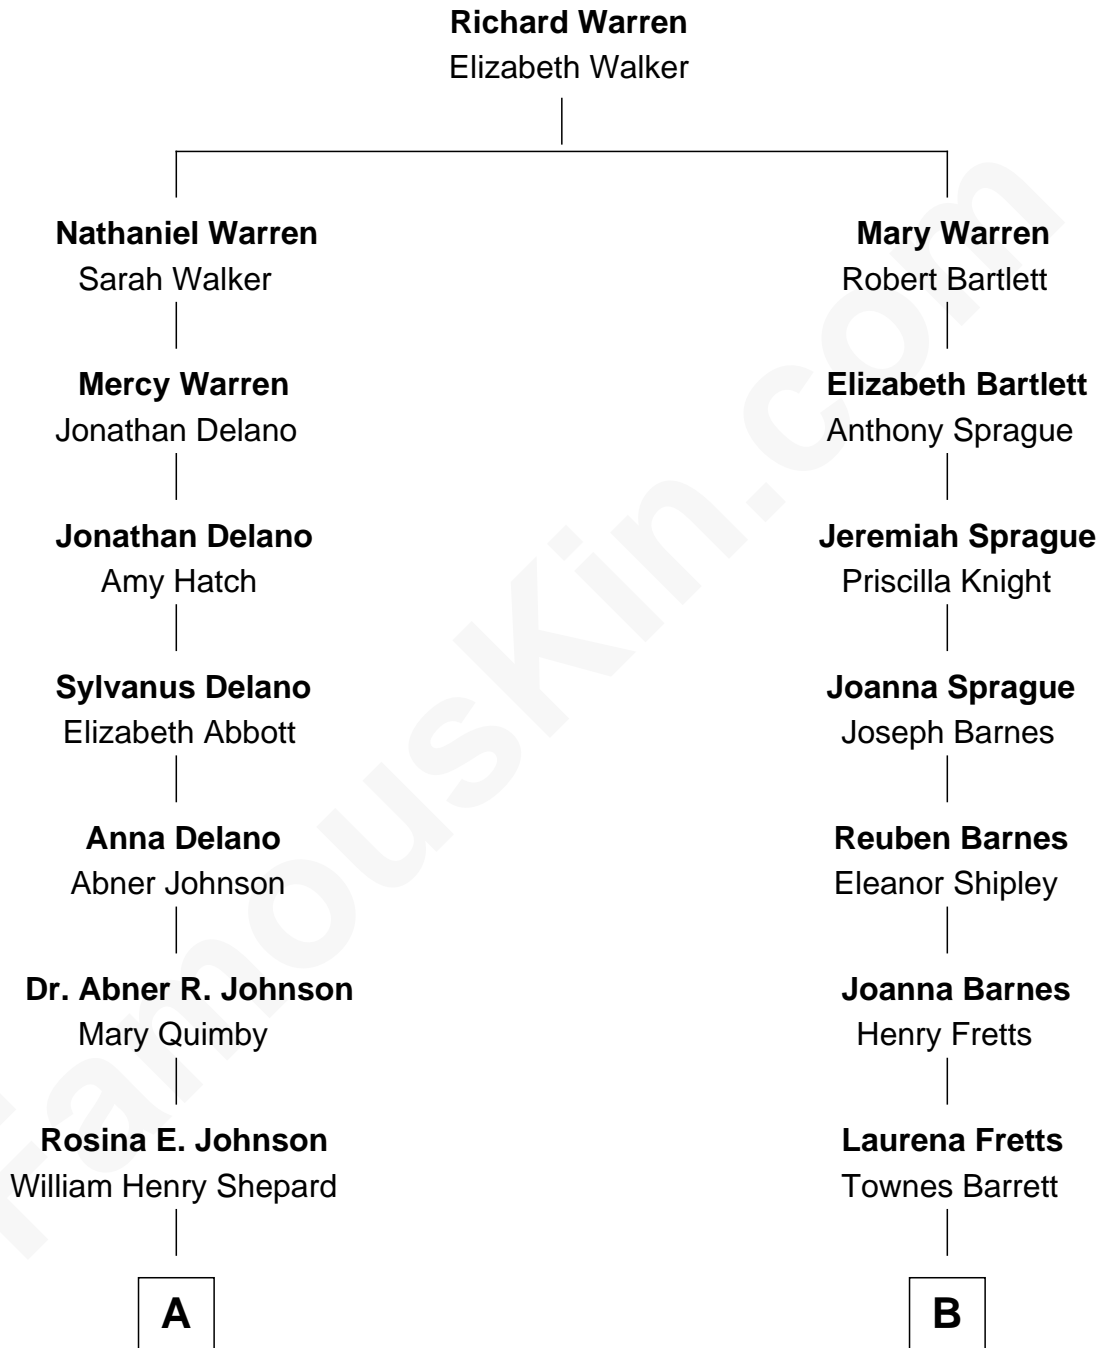 Richard Warren
Elizabeth Walker
Nathaniel Warren
Sarah Walker
Mercy Warren
Jonathan Delano
Jonathan Delano
Amy Hatch
Sylvanus Delano
Elizabeth Abbott
Anna Delano
Abner Johnson
Dr. Abner R. Johnson
Mary Quimby
Rosina E. Johnson
William Henry Shepard
A
Mary Warren
Robert Bartlett
Elizabeth Bartlett
Anthony Sprague
Jeremiah Sprague
Priscilla Knight
Joanna Sprague
Joseph Barnes
Reuben Barnes
Eleanor Shipley
Joanna Barnes
Henry Fretts
Laurena Fretts
Townes Barrett
B
FamousKin.com